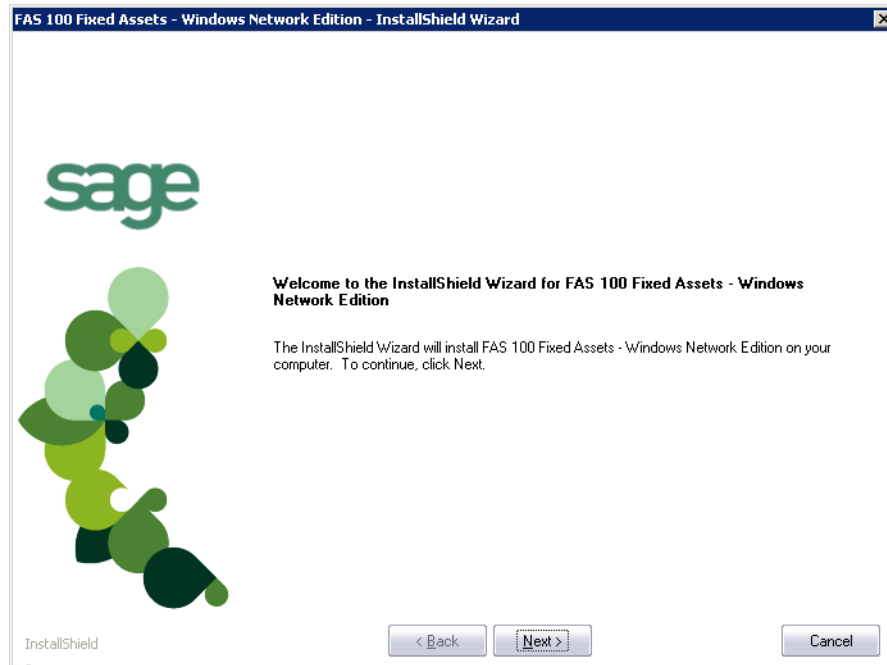 FAS 100 Fixed Assets - Windows Network Edition - InstallShield Wizard
sage
Welcome to the InstallShield Wizard for FAS 100 Fixed Assets - Windows
Network Edition
The InstallShield Wizard will install FAS 100 Fixed Assets - Windows Network Edition on your
computer. To continue, click Next.
InstallShield
< Back
Next >
Cancel